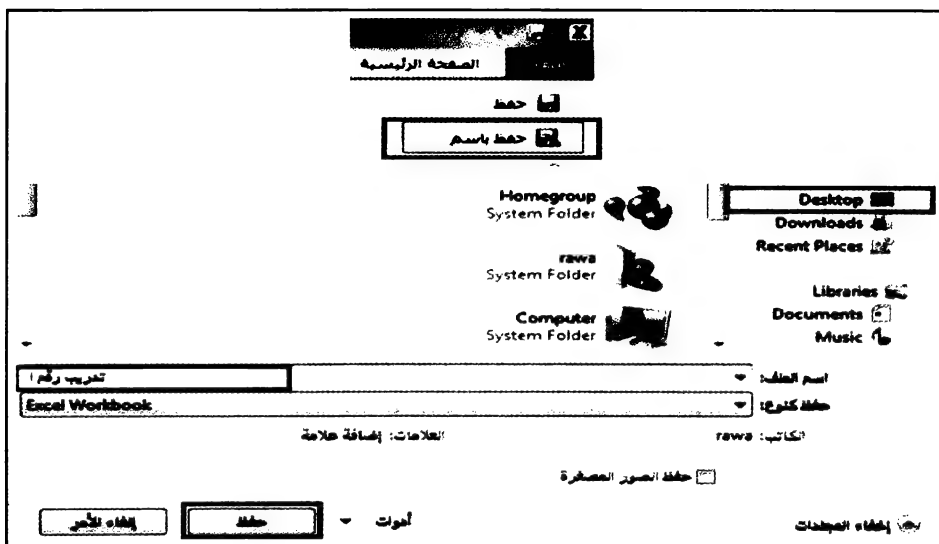 الصفحة الرئيسية
حفظ
حفظ باسم
Desktop
Downloads
Recent Places
Libraries
Documents
Music
Homegroup
System Folder
rawa
System Folder
Computer
System Folder
اسم الملف: تدريب رقم ١
حفظ كنوع: Excel Workbook
الكاتب: rawa
العلامات: إضافة علامة
حفظ الصور المصغرة
إخفاء المجلدات
أدوات
حفظ
إلغاء الأمر